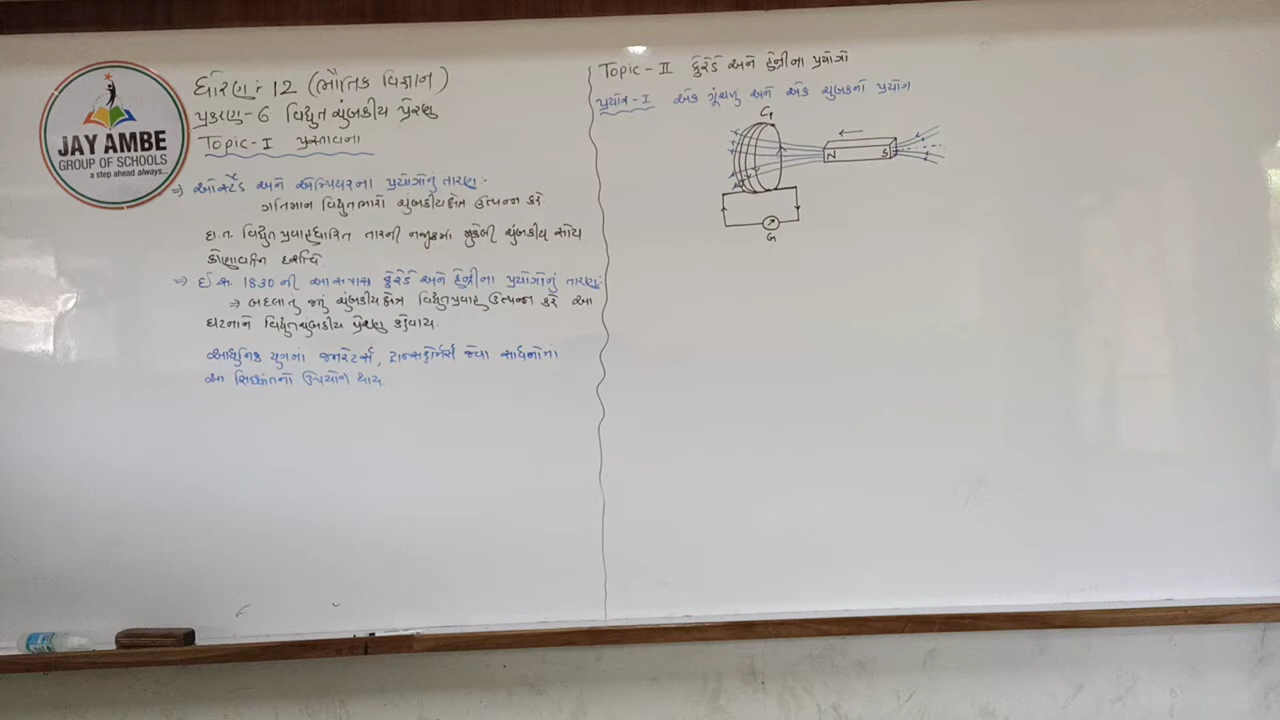 JAY AMBE
GROUP OF SCHOOLS
a step ahead always...
ધોરણ : 12 (ભૌતિક વિજ્ઞાન)
પ્રકરણ - 6 વિદ્યુત ચુંબકીય પ્રેરણ
Topic - I પ્રસ્તાવના
⇒ ઓર્સ્ટેડ અને એમ્પિયરના પ્રયોગોનું તારણ :-
ગતિમાન વિદ્યુતભારો ચુંબકીયક્ષેત્ર ઉત્પન્ન કરે.
દા.ત. વિદ્યુતપ્રવાહધારિત તારની નજીકમાં મુકેલી ચુંબકીય સોય
કોણાવર્તન દર્શાવે.
⇒ ઈ.સ. 1830 ની આસપાસ ફેરેડે અને હેન્રીના પ્રયોગોનું તારણ:
⇒ બદલાતુ જતું ચુંબકીયક્ષેત્ર વિદ્યુતપ્રવાહ ઉત્પન્ન કરે આ
ઘટનાને વિદ્યુતચુંબકીય પ્રેરણ કહેવાય.
આધુનિક યુગનાં જનરેટર્સ, ટ્રાન્સફોર્મર્સ જેવા સાધનોમાં
આ સિદ્ધાંતનો ઉપયોગ થાય.
Topic - II ફેરેડે અને હેન્રીના પ્રયોગો
પ્રયોગ - I એક ગૂંચળું અને એક ચુંબકનો પ્રયોગ
N S
G